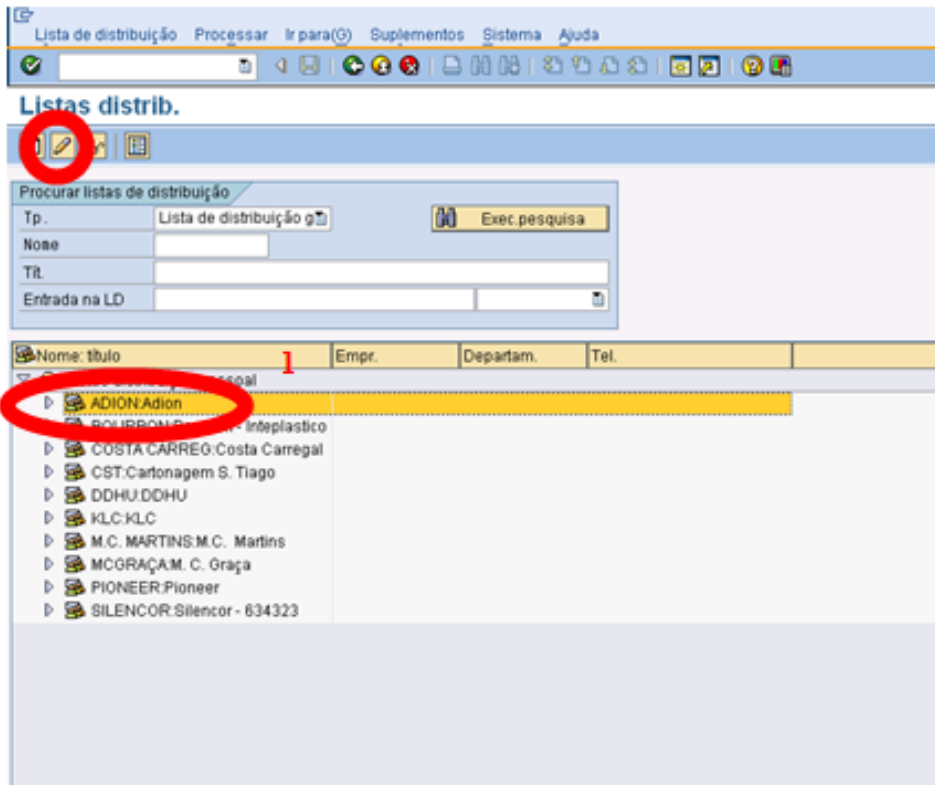 Lista de distribuição Processar Ir para(G) Suplementos Sistema Ajuda
Listas distrib.
Procurar listas de distribuição
Tp. Lista de distribuição g Exec.pesquisa
Nome
Tít.
Entrada na LD
Nome: título 1 Empr. Departam. Tel.
ADION:Adion
- Inteplastico
COSTA CARREG:Costa Carregal
CST:Cartonagem S. Tiago
DDHU:DDHU
KLC:KLC
M.C. MARTINS:M.C. Martins
MCGRAÇA:M. C. Graça
PIONEER:Pioneer
SILENCOR:Silencor - 634323